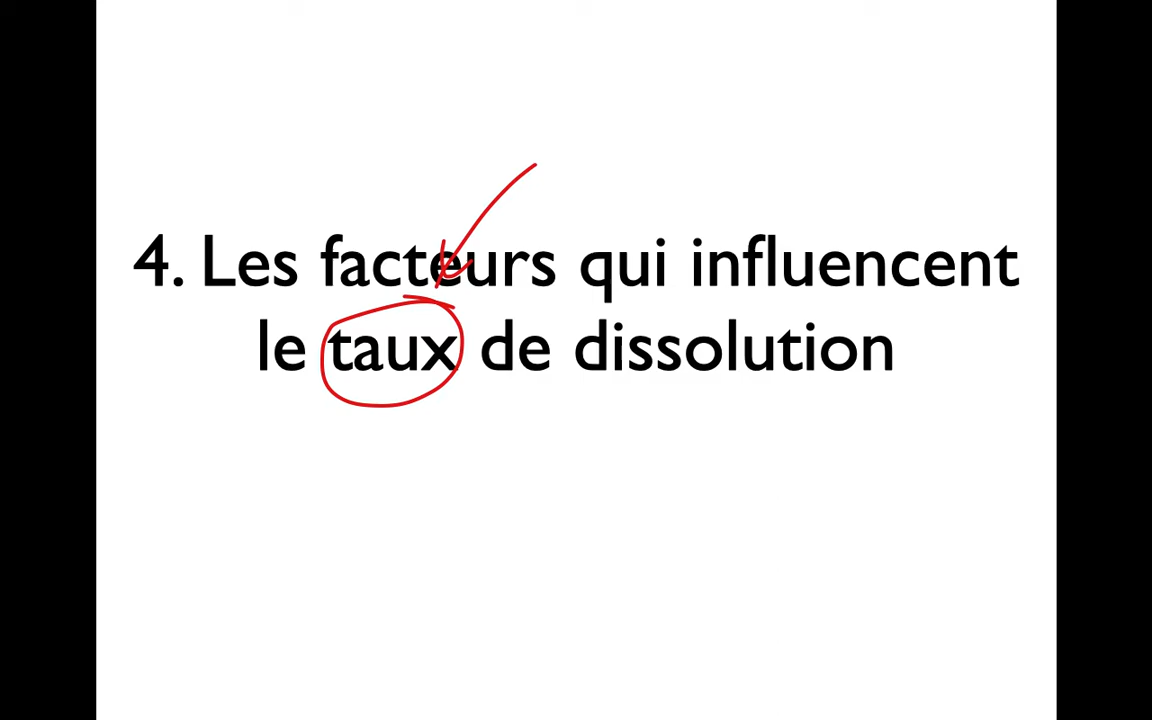 4. Les facteurs qui influencent
le taux de dissolution